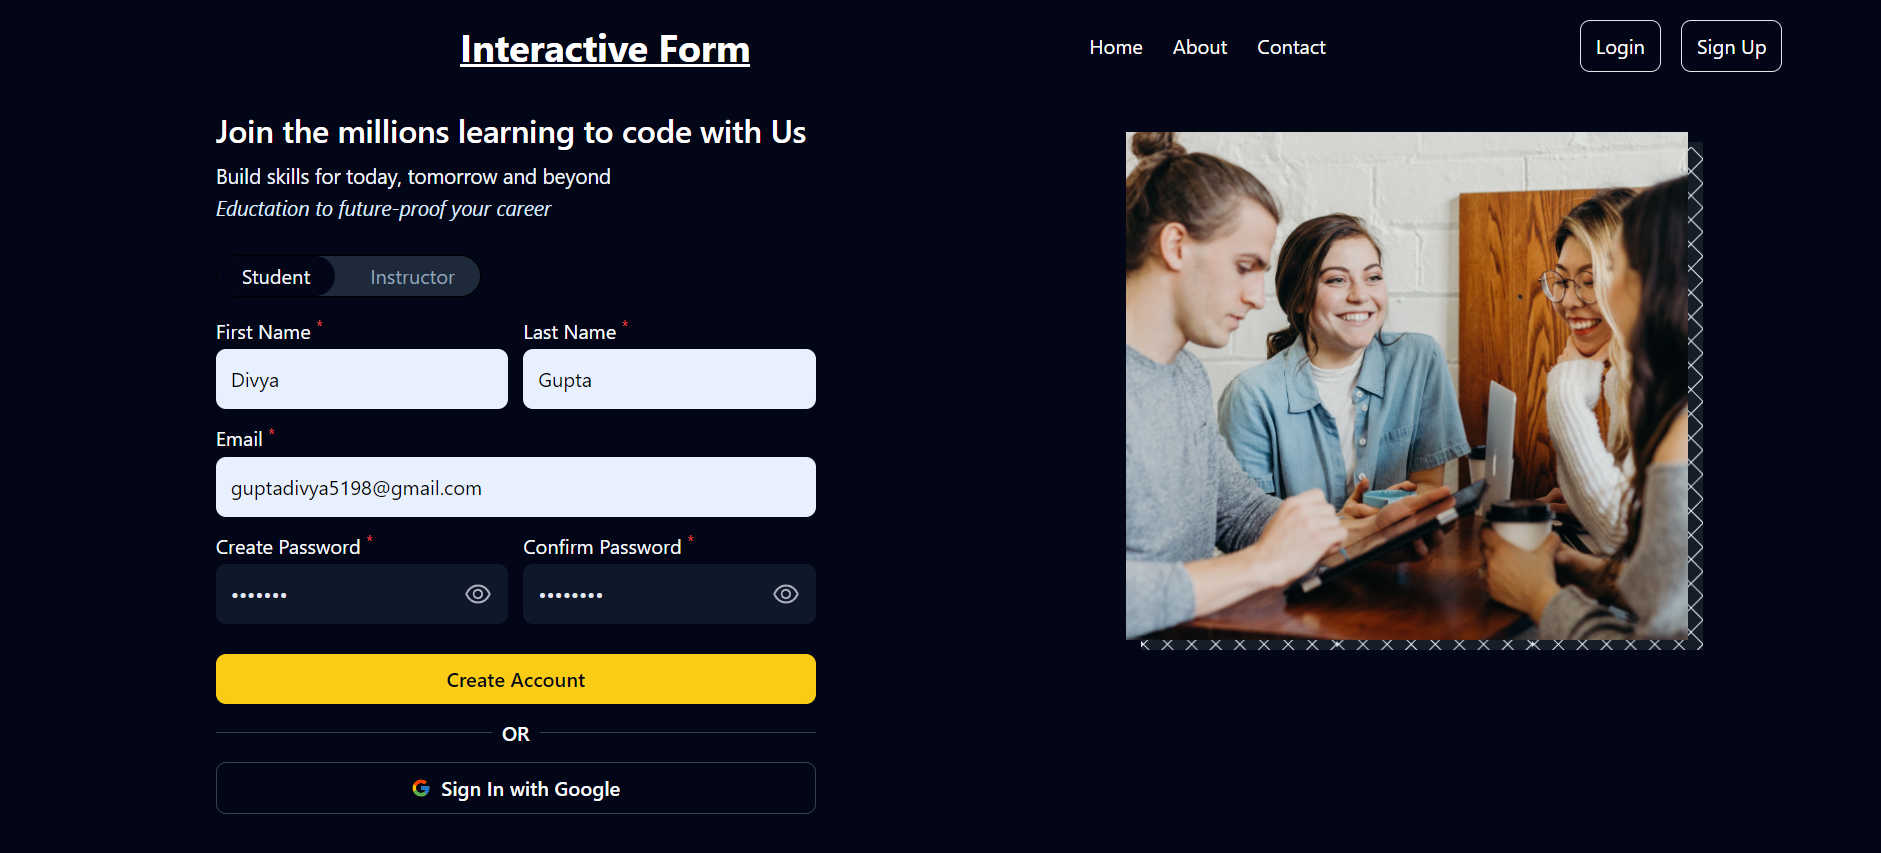 Interactive Form
Home About Contact
Login Sign Up
Join the millions learning to code with Us
Build skills for today, tomorrow and beyond
Eductation to future-proof your career
Student Instructor
First Name * Last Name *
Divya Gupta
Email *
guptadivya5198@gmail.com
Create Password * Confirm Password *
••••••• ••••••••
Create Account
OR
Sign In with Google